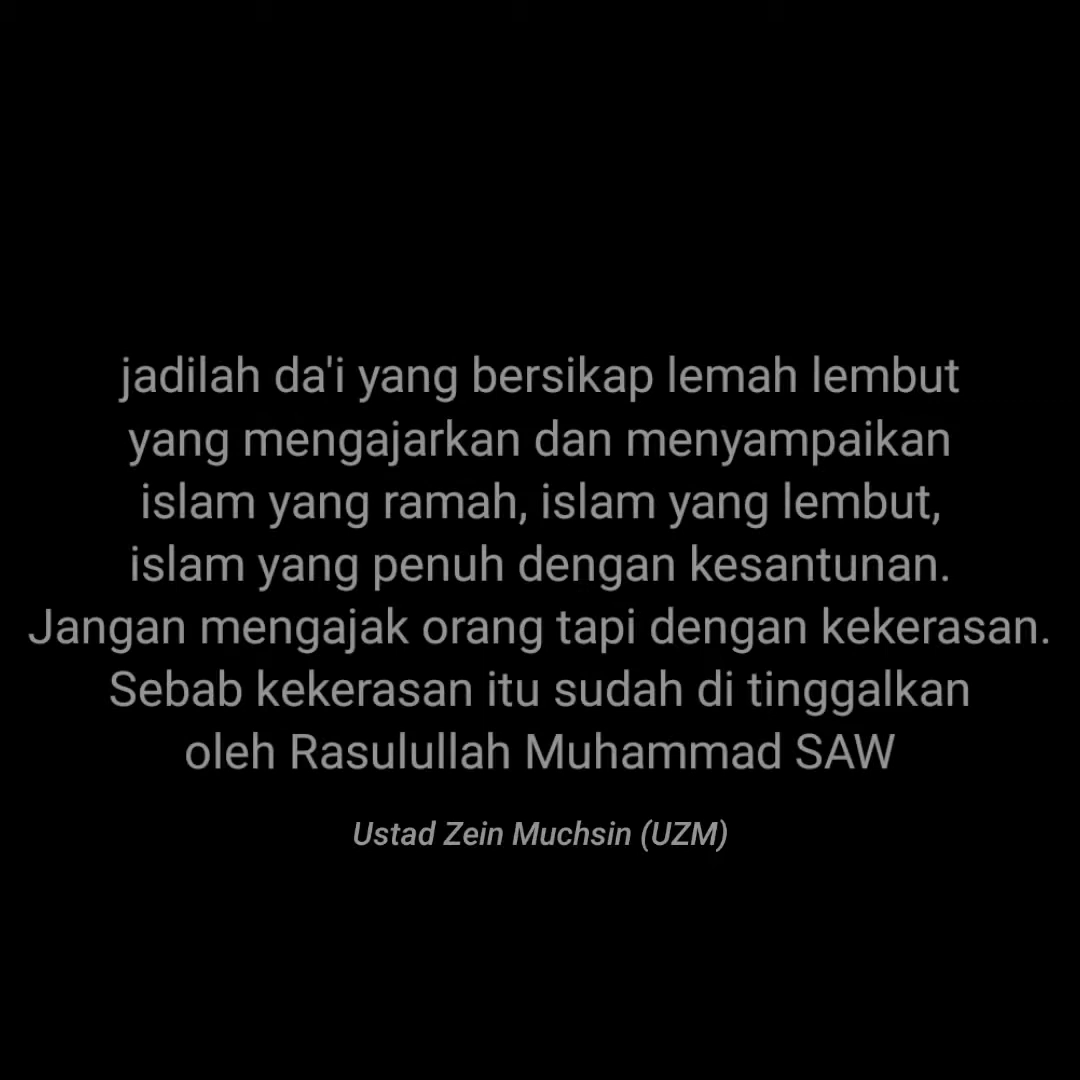 jadilah da'i yang bersikap lemah lembut
yang mengajarkan dan menyampaikan
islam yang ramah, islam yang lembut,
islam yang penuh dengan kesantunan.
Jangan mengajak orang tapi dengan kekerasan.
Sebab kekerasan itu sudah di tinggalkan
oleh Rasulullah Muhammad SAW
Ustad Zein Muchsin (UZM)